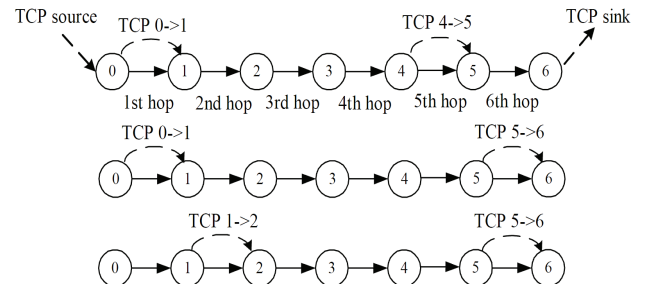 TCP source TCP 0->1 TCP 4->5 TCP sink
0 1 2 3 4 5 6
1st hop 2nd hop 3rd hop 4th hop 5th hop 6th hop
TCP 0->1 TCP 5->6
0 1 2 3 4 5 6
TCP 1->2 TCP 5->6
0 1 2 3 4 5 6